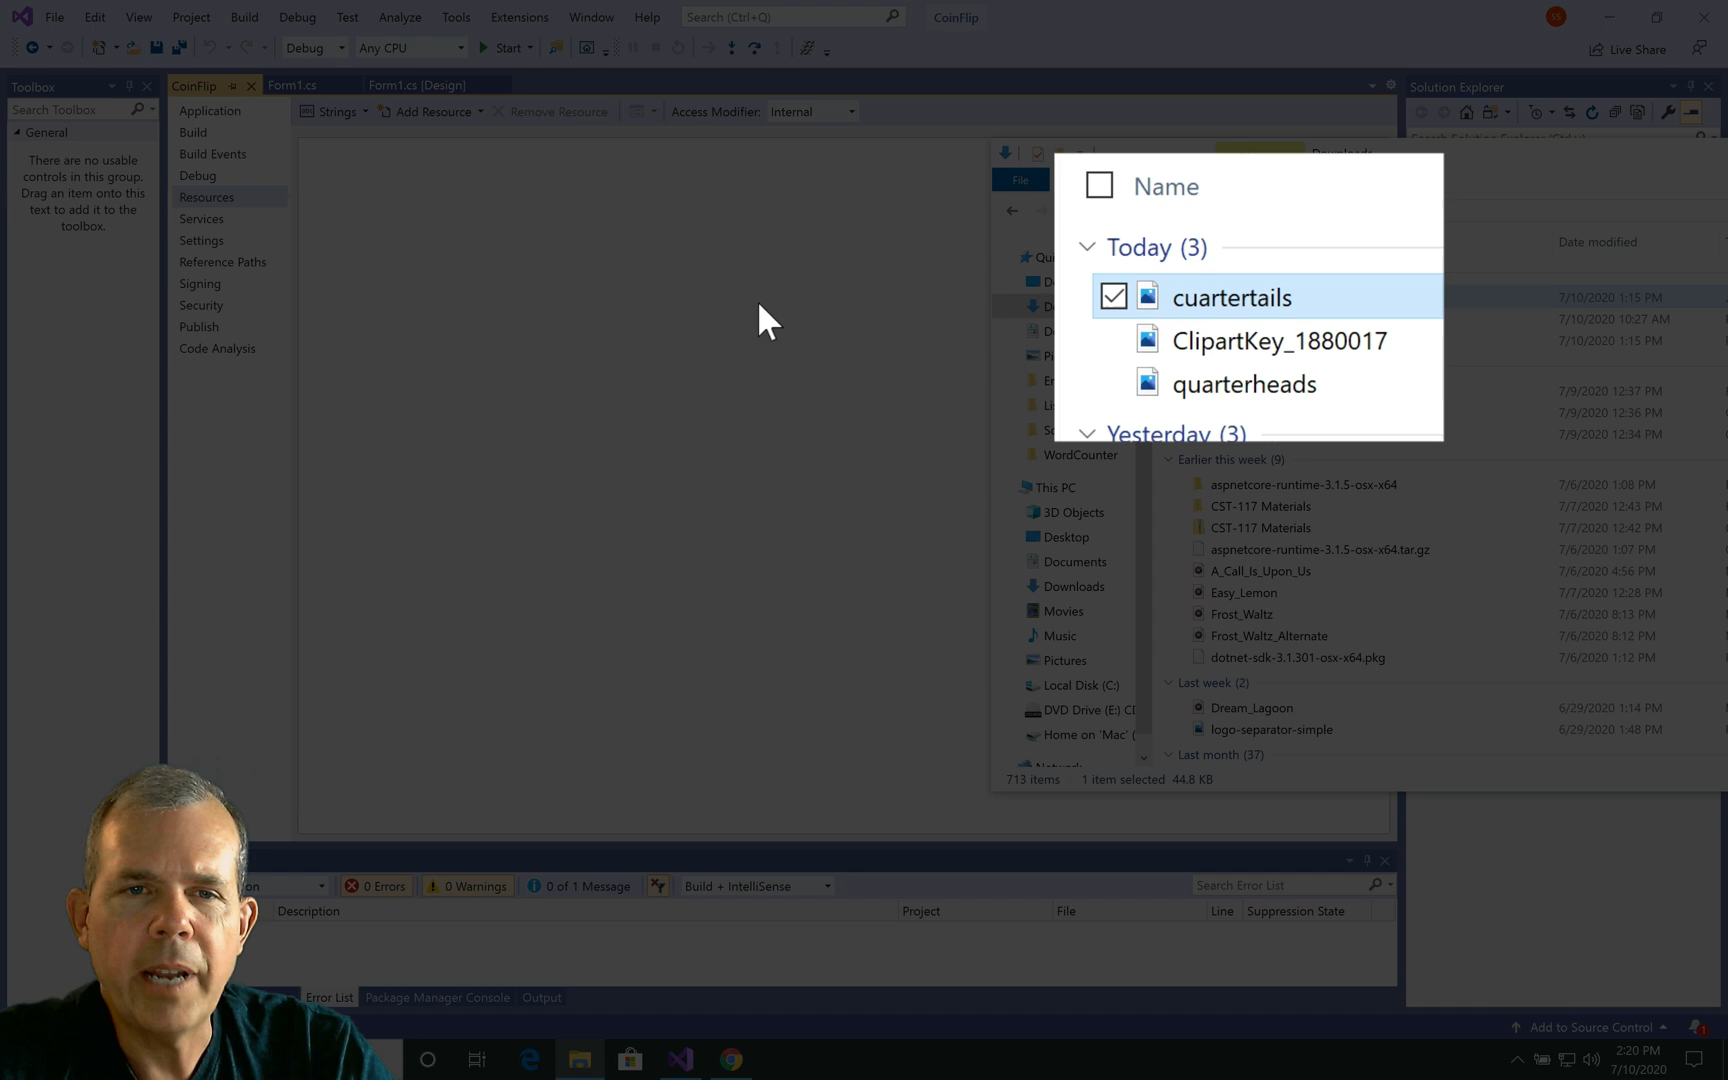 File Edit View Project Build Debug Test Analyze Tools Extensions Window Help Search (Ctrl+Q) CoinFlip SS
Debug Any CPU Start Live Share
Toolbox
Search Toolbox
General
There are no usable
controls in this group.
Drag an item onto this
text to add it to the
toolbox.
CoinFlip Form1.cs Form1.cs [Design]
Application
Build
Build Events
Debug
Resources
Services
Settings
Reference Paths
Signing
Security
Publish
Code Analysis
Strings Add Resource Remove Resource Access Modifier: Internal
Solution Explorer
File
Name
Today (3)
cuartertails
ClipartKey_1880017
quarterheads
Yesterday (3)
Date modified
7/10/2020 1:15 PM
7/10/2020 10:27 AM
7/10/2020 1:15 PM
7/9/2020 12:37 PM
7/9/2020 12:36 PM
7/9/2020 12:34 PM
WordCounter
This PC
3D Objects
Desktop
Documents
Downloads
Movies
Music
Pictures
Local Disk (C:)
DVD Drive (E:) CD
Home on 'Mac' (
Earlier this week (9)
aspnetcore-runtime-3.1.5-osx-x64 7/6/2020 1:08 PM
CST-117 Materials 7/7/2020 12:43 PM
CST-117 Materials 7/7/2020 12:42 PM
aspnetcore-runtime-3.1.5-osx-x64.tar.gz 7/6/2020 1:07 PM
A_Call_Is_Upon_Us 7/6/2020 4:56 PM
Easy_Lemon 7/7/2020 12:28 PM
Frost_Waltz 7/6/2020 8:13 PM
Frost_Waltz_Alternate 7/6/2020 8:12 PM
dotnet-sdk-3.1.301-osx-x64.pkg 7/6/2020 1:12 PM
Last week (2)
Dream_Lagoon 6/29/2020 1:14 PM
logo-separator-simple 6/29/2020 1:48 PM
Last month (37)
713 items 1 item selected 44.8 KB
on 0 Errors 0 Warnings 0 of 1 Message Build + IntelliSense Search Error List
Description Project File Line Suppression State
Error List Package Manager Console Output
Add to Source Control 1
2:20 PM
7/10/2020